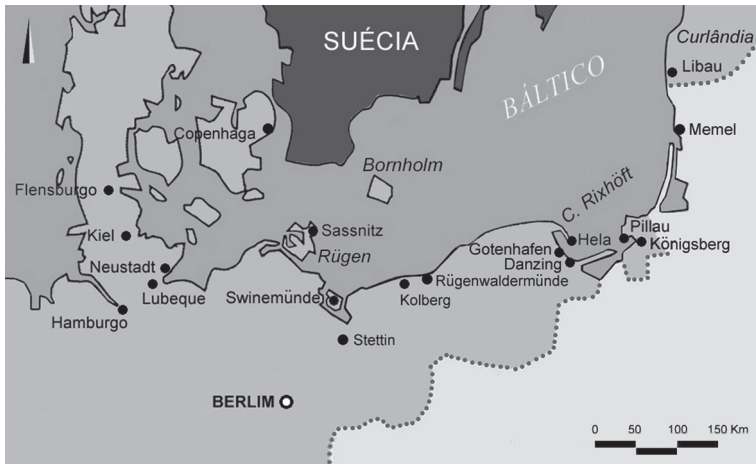 SUÉCIA
Curlândia
Libau
BÁLTICO
Copenhaga
Memel
Bornholm
Flensburgo
C. Rixhöft
Kiel
Sassnitz
Rügen
Hela
Pillau
Gotenhafen
Königsberg
Neustadt
Danzing
Lubeque
Swinemünde
Kolberg
Rügenwaldermünde
Hamburgo
Stettin
BERLIM
0 50 100 150 Km